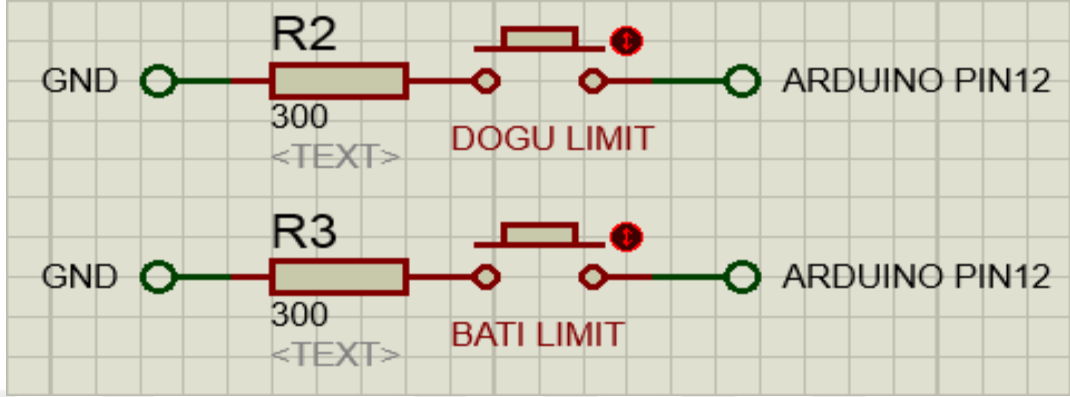 R2
GND
ARDUINO PIN12
300
<TEXT>
DOGU LIMIT
R3
GND
ARDUINO PIN12
300
<TEXT>
BATI LIMIT